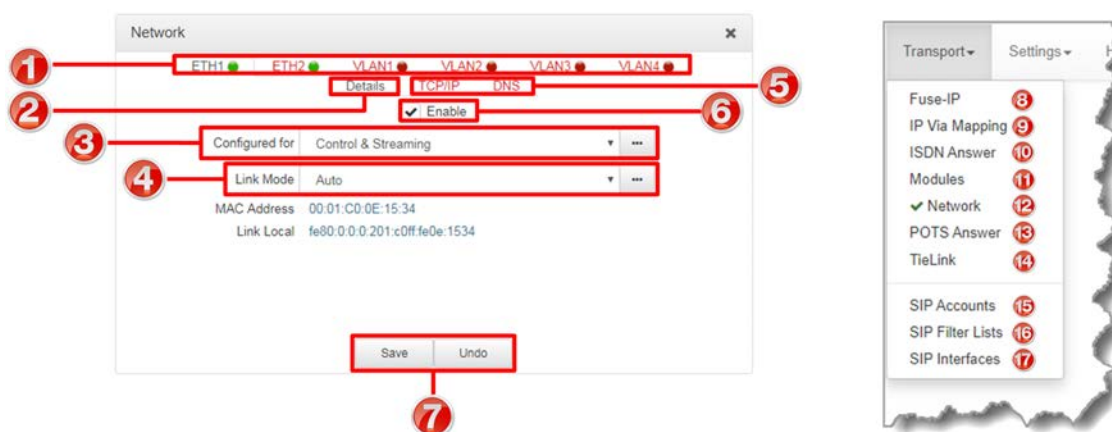 Network ×
1 ETH1 ETH2 VLAN1 VLAN2 VLAN3 VLAN4
2 Details TCP/IP DNS 5
✔ Enable 6
3 Configured for Control & Streaming ▼ •••
4 Link Mode Auto ▼ •••
MAC Address 00:01:C0:0E:15:34
Link Local fe80:0:0:0:201:c0ff:fe0e:1534
Save Undo
7
Transport Settings
Fuse-IP 8
IP Via Mapping 9
ISDN Answer 10
Modules 11
✔ Network 12
POTS Answer 13
TieLink 14
SIP Accounts 15
SIP Filter Lists 16
SIP Interfaces 17